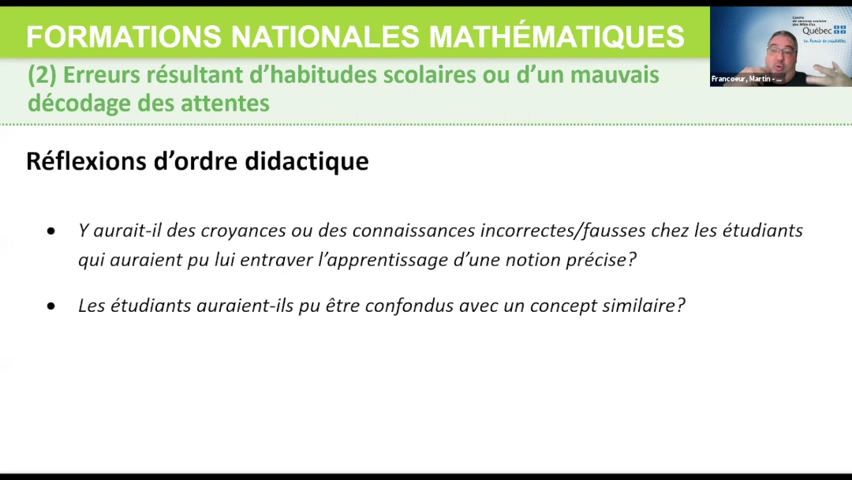 FORMATIONS NATIONALES MATHÉMATIQUES
(2) Erreurs résultant d’habitudes scolaires ou d’un mauvais
décodage des attentes
Québec
Francoeur, Martin - ...
Réflexions d’ordre didactique
• Y aurait-il des croyances ou des connaissances incorrectes/fausses chez les étudiants
qui auraient pu lui entraver l’apprentissage d’une notion précise?
• Les étudiants auraient-ils pu être confondus avec un concept similaire?